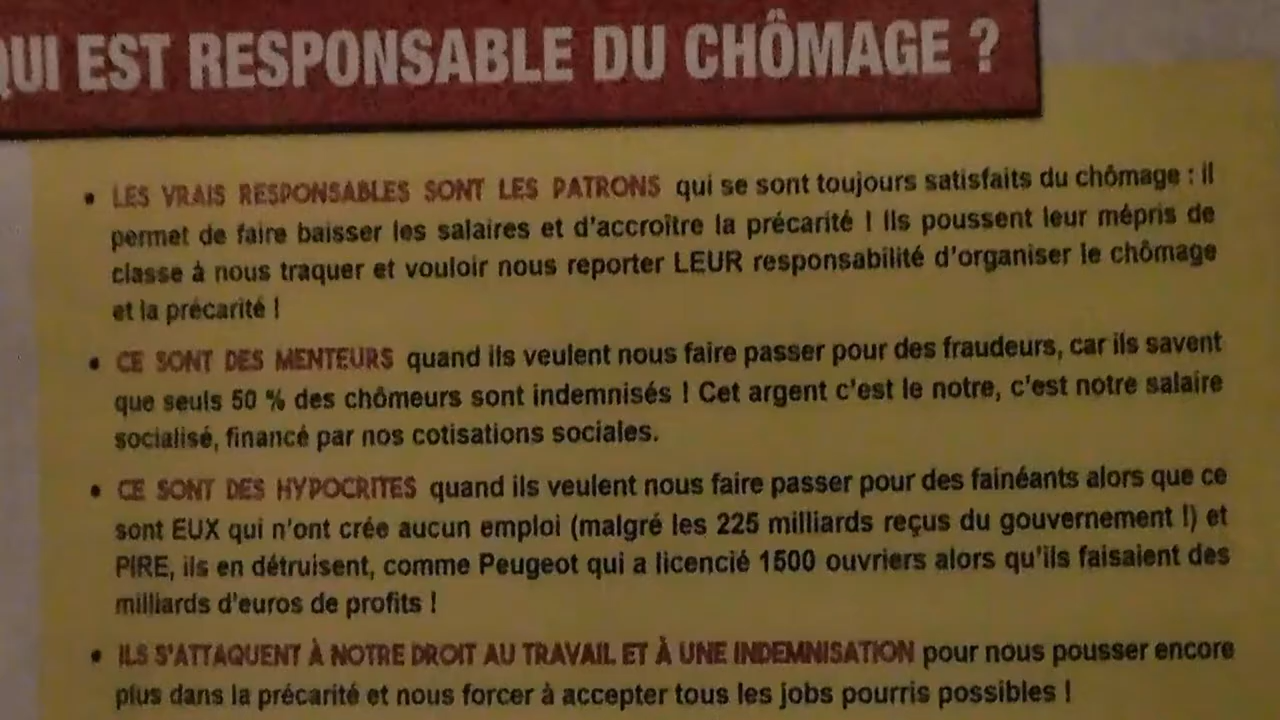 QUI EST RESPONSABLE DU CHÔMAGE ?
• LES VRAIS RESPONSABLES SONT LES PATRONS qui se sont toujours satisfaits du chômage : il
permet de faire baisser les salaires et d'accroître la précarité ! Ils poussent leur mépris de
classe à nous traquer et vouloir nous reporter LEUR responsabilité d'organiser le chômage
et la précarité !
• CE SONT DES MENTEURS quand ils veulent nous faire passer pour des fraudeurs, car ils savent
que seuls 50 % des chômeurs sont indemnisés ! Cet argent c'est le notre, c'est notre salaire
socialisé, financé par nos cotisations sociales.
• CE SONT DES HYPOCRITES quand ils veulent nous faire passer pour des fainéants alors que ce
sont EUX qui n'ont crée aucun emploi (malgré les 225 milliards reçus du gouvernement !) et
PIRE, ils en détruisent, comme Peugeot qui a licencié 1500 ouvriers alors qu'ils faisaient des
milliards d'euros de profits !
• ILS S'ATTAQUENT À NOTRE DROIT AU TRAVAIL ET À UNE INDEMNISATION pour nous pousser encore
plus dans la précarité et nous forcer à accepter tous les jobs pourris possibles !